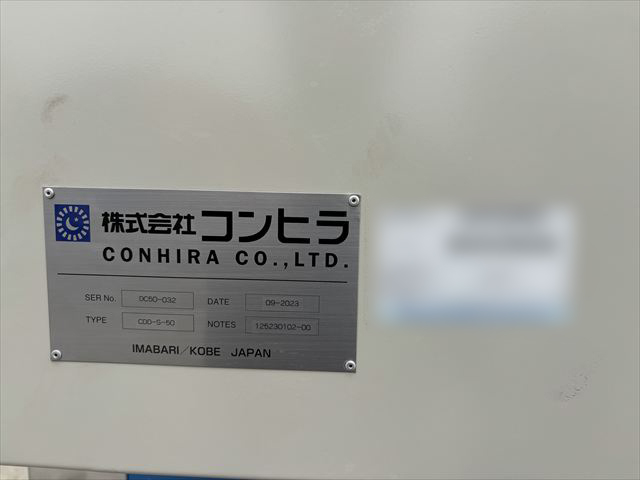 株式会社コンヒラ
CONHIRA CO.,LTD.
SER No. DC50-032 DATE 09-2023
TYPE CDD-S-50 NOTES 125230102-00
IMABARI/KOBE JAPAN